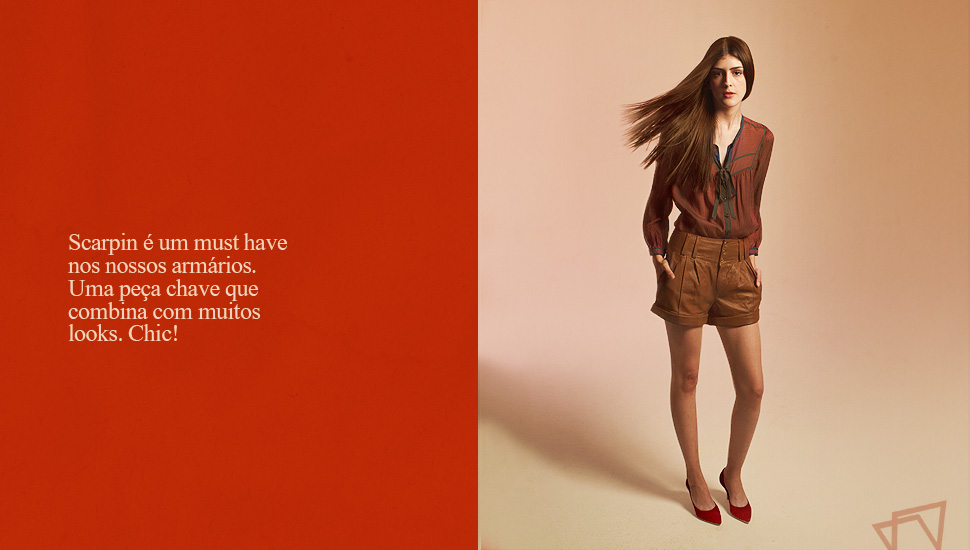 Scarpin é um must have
nos nossos armários.
Uma peça chave que
combina com muitos
looks. Chic!